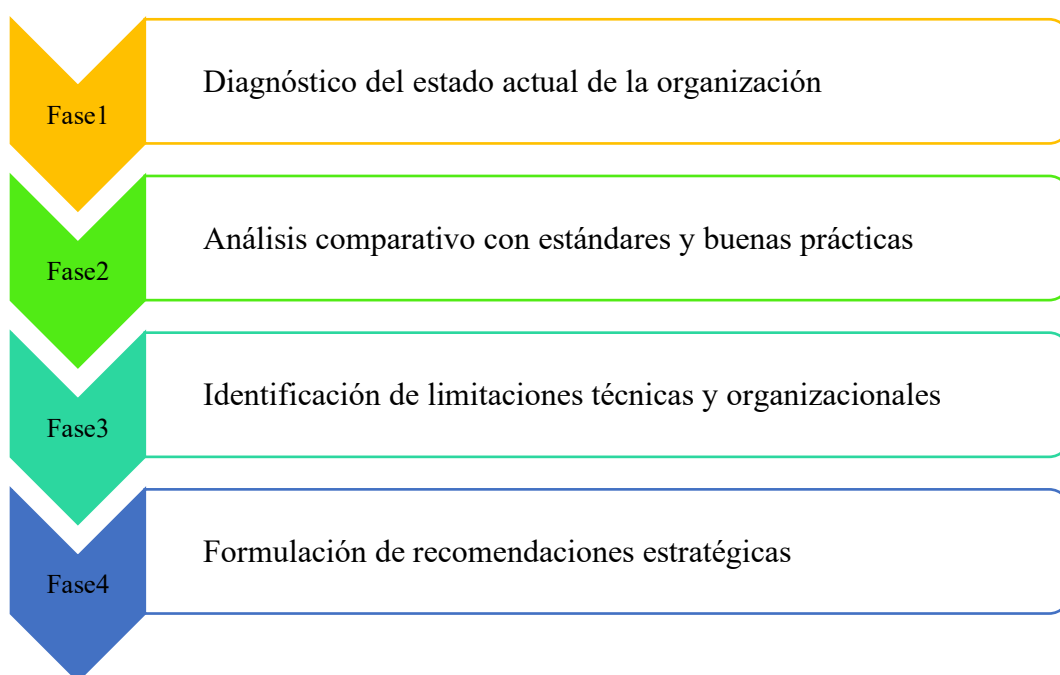 Fase1
Diagnóstico del estado actual de la organización
Fase2
Análisis comparativo con estándares y buenas prácticas
Fase3
Identificación de limitaciones técnicas y organizacionales
Fase4
Formulación de recomendaciones estratégicas